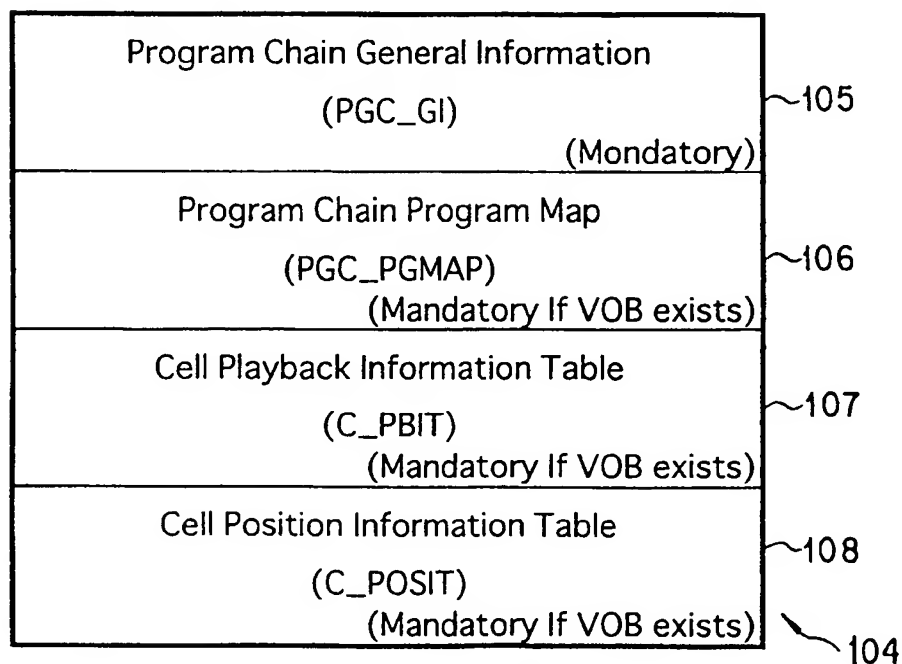 Program Chain General Information
(PGC_GI)
(Mondatory)
105
Program Chain Program Map
(PGC_PGMAP)
(Mandatory If VOB exists)
106
Cell Playback Information Table
(C_PBIT)
(Mandatory If VOB exists)
107
Cell Position Information Table
(C_POSIT)
(Mandatory If VOB exists)
108
104